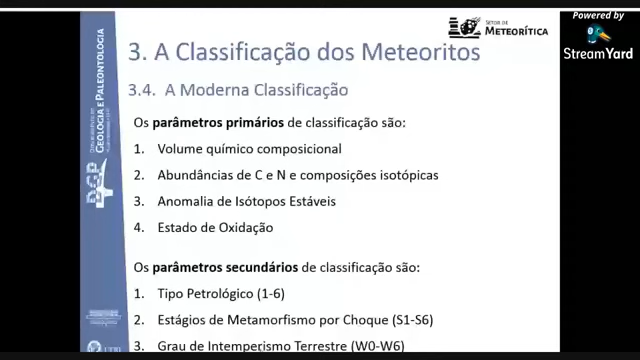 Powered by
StreamYard
SETOR DE
METEORÍTICA
3. A Classificação dos Meteoritos
3.4. A Moderna Classificação
Os parâmetros primários de classificação são:
1. Volume químico composicional
2. Abundâncias de C e N e composições isotópicas
3. Anomalia de Isótopos Estáveis
4. Estado de Oxidação
Os parâmetros secundários de classificação são:
1. Tipo Petrológico (1-6)
2. Estágios de Metamorfismo por Choque (S1-S6)
3. Grau de Intemperismo Terrestre (W0-W6)
DGP
GEOLOGIA E PALEONTOLOGIA